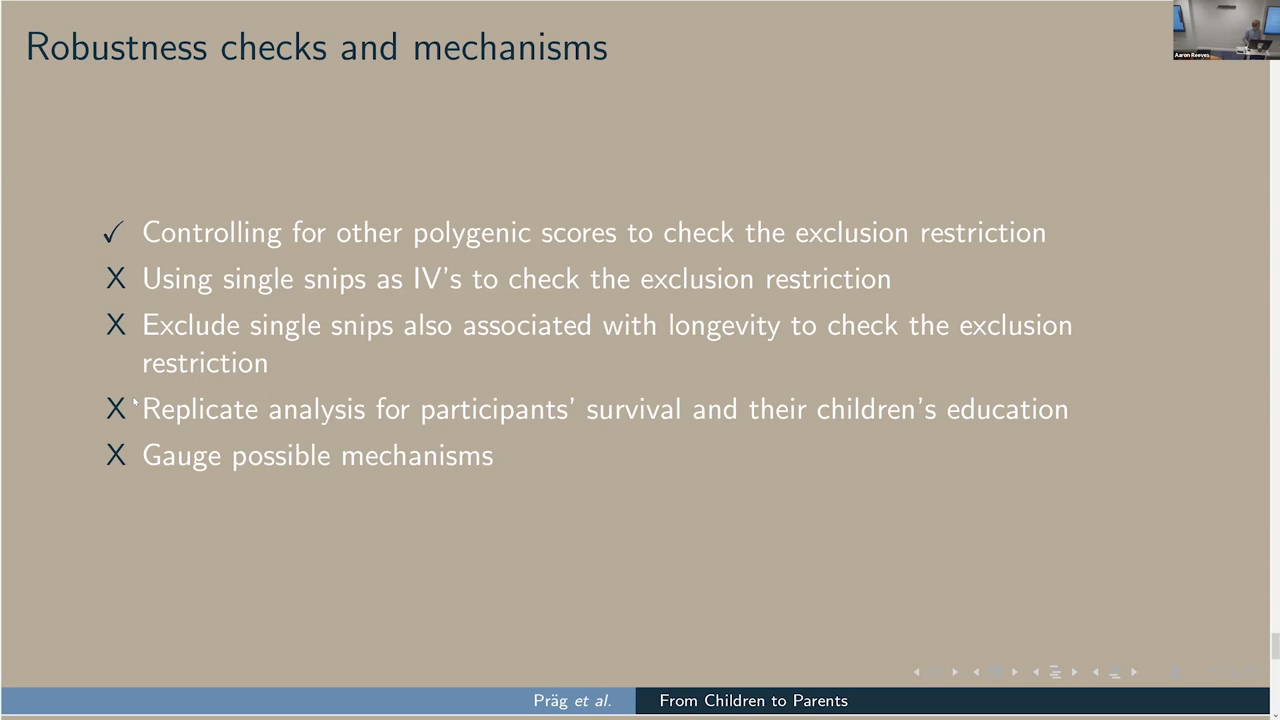 Robustness checks and mechanisms
Aaron Reeves
✓ Controlling for other polygenic scores to check the exclusion restriction
X Using single snips as IV's to check the exclusion restriction
X Exclude single snips also associated with longevity to check the exclusion
restriction
X Replicate analysis for participants' survival and their children's education
X Gauge possible mechanisms
Präg et al.
From Children to Parents